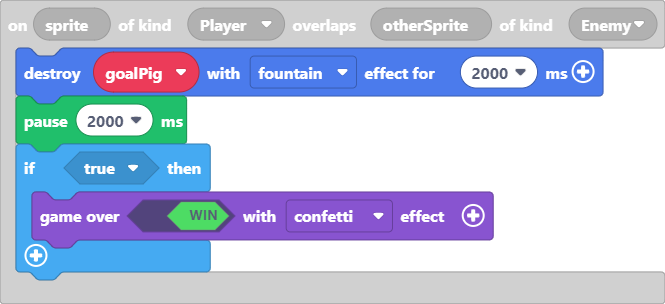 on sprite of kind Player overlaps otherSprite of kind Enemy
destroy goalPig with fountain effect for 2000 ms
pause 2000 ms
if true then
game over WIN with confetti effect